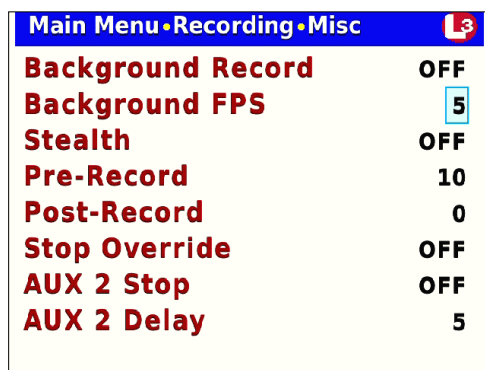 Main Menu•Recording•Misc L3
Background Record OFF
Background FPS 5
Stealth OFF
Pre-Record 10
Post-Record 0
Stop Override OFF
AUX 2 Stop OFF
AUX 2 Delay 5